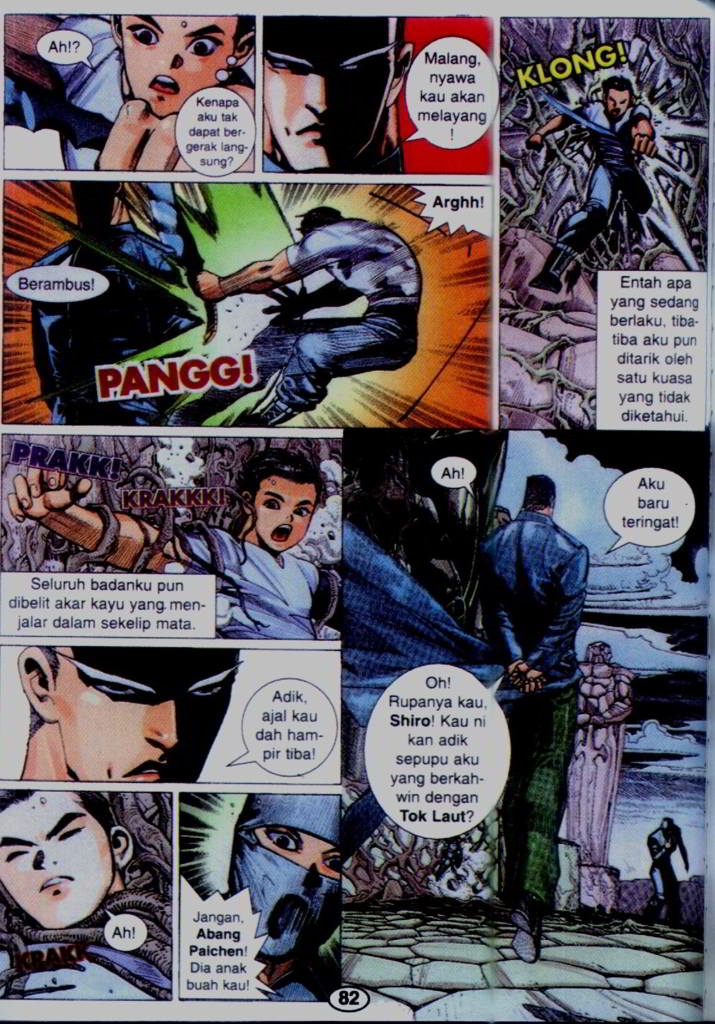 Ah!?
Kenapa
aku tak
dapat ber-
gerak lang-
sung?
Malang,
nyawa
kau akan
melayang
!
KLONG!
Entah apa
yang sedang
berlaku, tiba-
tiba aku pun
ditarik oleh
satu kuasa
yang tidak
diketahui.
Arghh!
Berambus!
PANGG!
PRAKK!
KRAKKK!
Seluruh badanku pun
dibelit akar kayu yang men-
jalar dalam sekelip mata.
Ah!
Aku
baru
teringat!
Oh!
Rupanya kau,
Shiro! Kau ni
kan adik
sepupu aku
yang berkah-
win dengan
Tok Laut?
Adik,
ajal kau
dah ham-
pir tiba!
Ah!
KRAKK
Jangan,
Abang
Paichen!
Dia anak
buah kau!
82